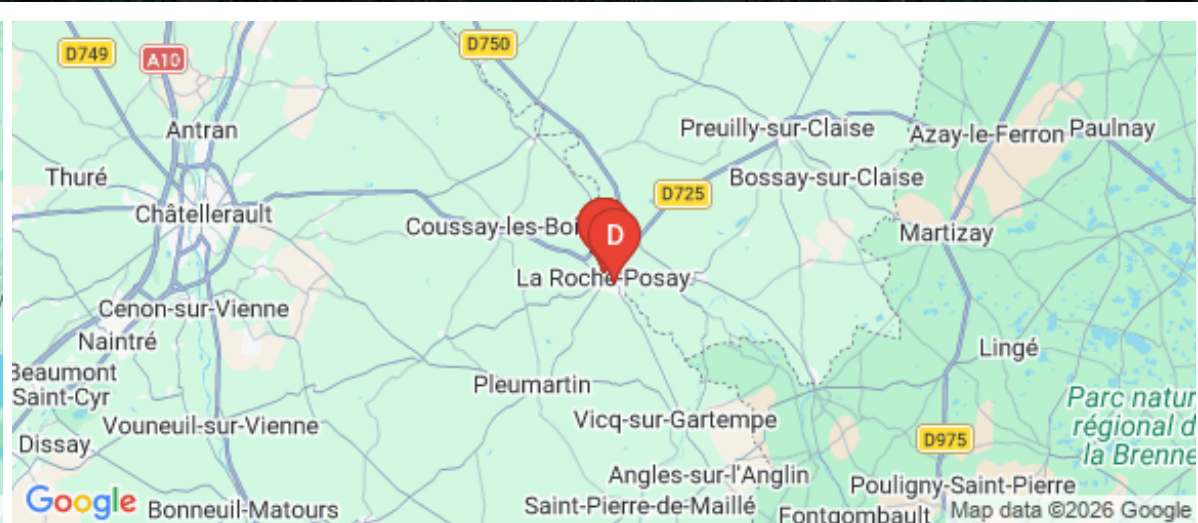 D749
A10
D750
Antran
Preuilly-sur-Claise
Azay-le-Ferron
Paulnay
Thuré
Bossay-sur-Claise
D725
Châtellerault
Coussay-les-Boi
D
Martizay
La Roche-Posay
Cenon-sur-Vienne
Naintré
Lingé
Beaumont
Saint-Cyr
Pleumartin
Parc natur
régional d
la Brenne
Vouneuil-sur-Vienne
Vicq-sur-Gartempe
Dissay
D975
Angles-sur-l'Anglin
Pouligny-Saint-Pierre
Google
Bonneuil-Matours
Saint-Pierre-de-Maillé
Fontgombault
Map data ©2026 Google